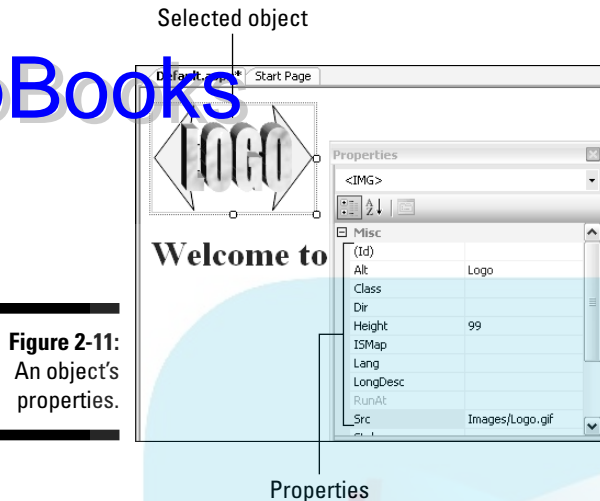 Selected object
oBooks
Default.aspx* Start Page
LOGO
Properties
<IMG>
Misc
(Id)
Alt Logo
Class
Dir
Height 99
ISMap
Lang
LongDesc
RunAt
Src Images/Logo.gif
Welcome to
Figure 2-11:
An object's
properties.
Properties